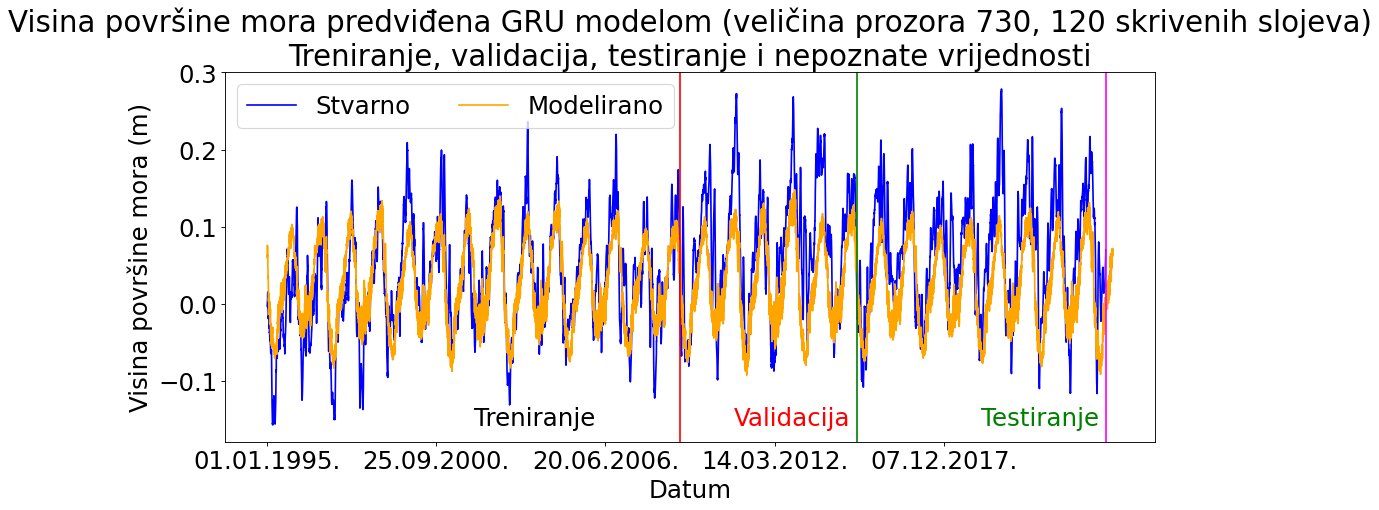 Visina površine mora predviđena GRU modelom (veličina prozora 730, 120 skrivenih slojeva)
Treniranje, validacija, testiranje i nepoznate vrijednosti
Stvarno
Modelirano
Visina površine mora (m)
0.3
0.2
0.1
0.0
−0.1
Treniranje
Validacija
Testiranje
01.01.1995.
25.09.2000.
20.06.2006.
14.03.2012.
07.12.2017.
Datum